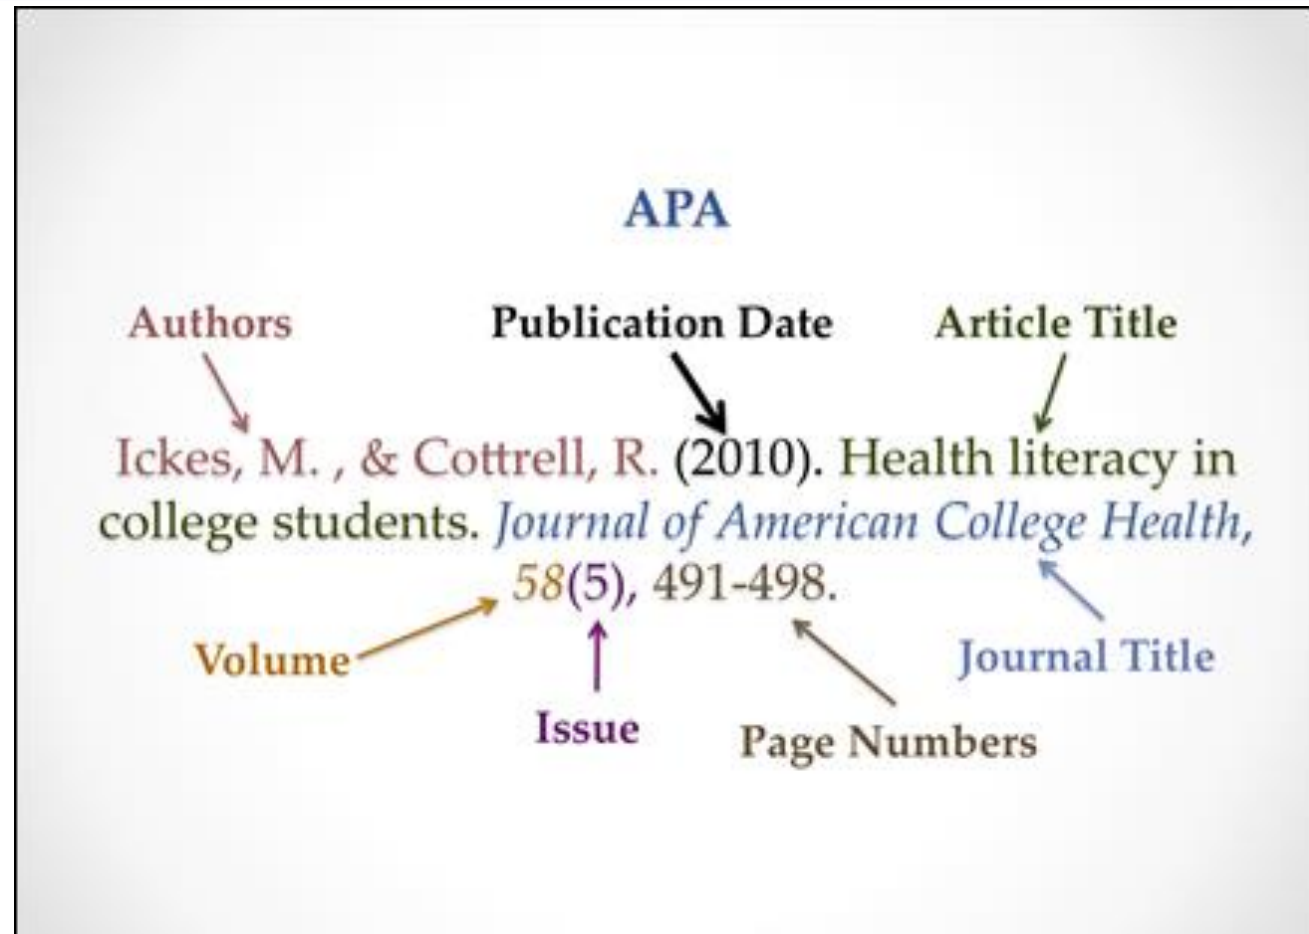 APA
Authors
Publication Date
Article Title
Ickes, M. , & Cottrell, R. (2010). Health literacy in
college students. Journal of American College Health,
58(5), 491-498.
Volume
Journal Title
Issue
Page Numbers